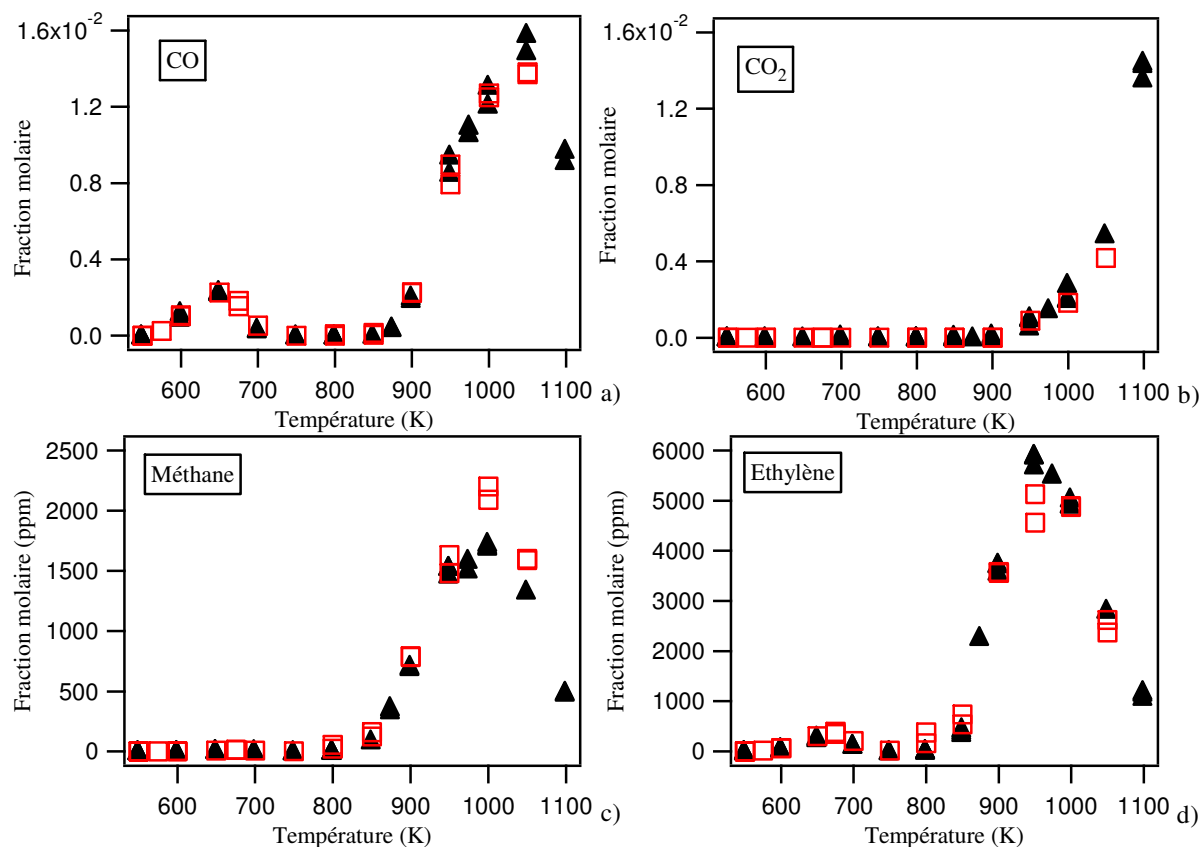 1.6x10-2
CO
1.2
0.8
0.4
0.0
Fraction molaire
600 700 800 900 1000 1100
Température (K)
a)
1.6x10-2
CO2
1.2
0.8
0.4
0.0
Fraction molaire
600 700 800 900 1000 1100
Température (K)
b)
2500
Méthane
2000
1500
1000
500
0
Fraction molaire (ppm)
600 700 800 900 1000 1100
Température (K)
c)
6000
Ethylène
5000
4000
3000
2000
1000
0
Fraction molaire (ppm)
600 700 800 900 1000 1100
Température (K)
d)